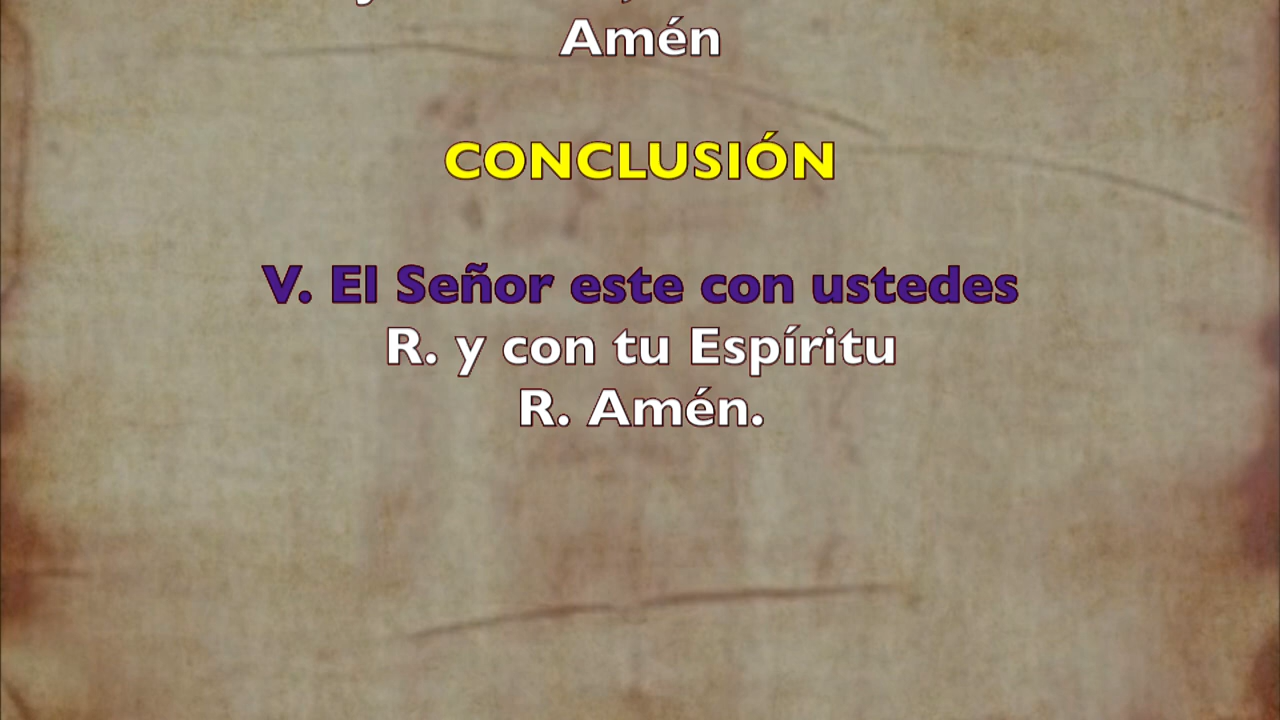 Amén
CONCLUSIÓN
V. El Señor este con ustedes
R. y con tu Espíritu
R. Amén.